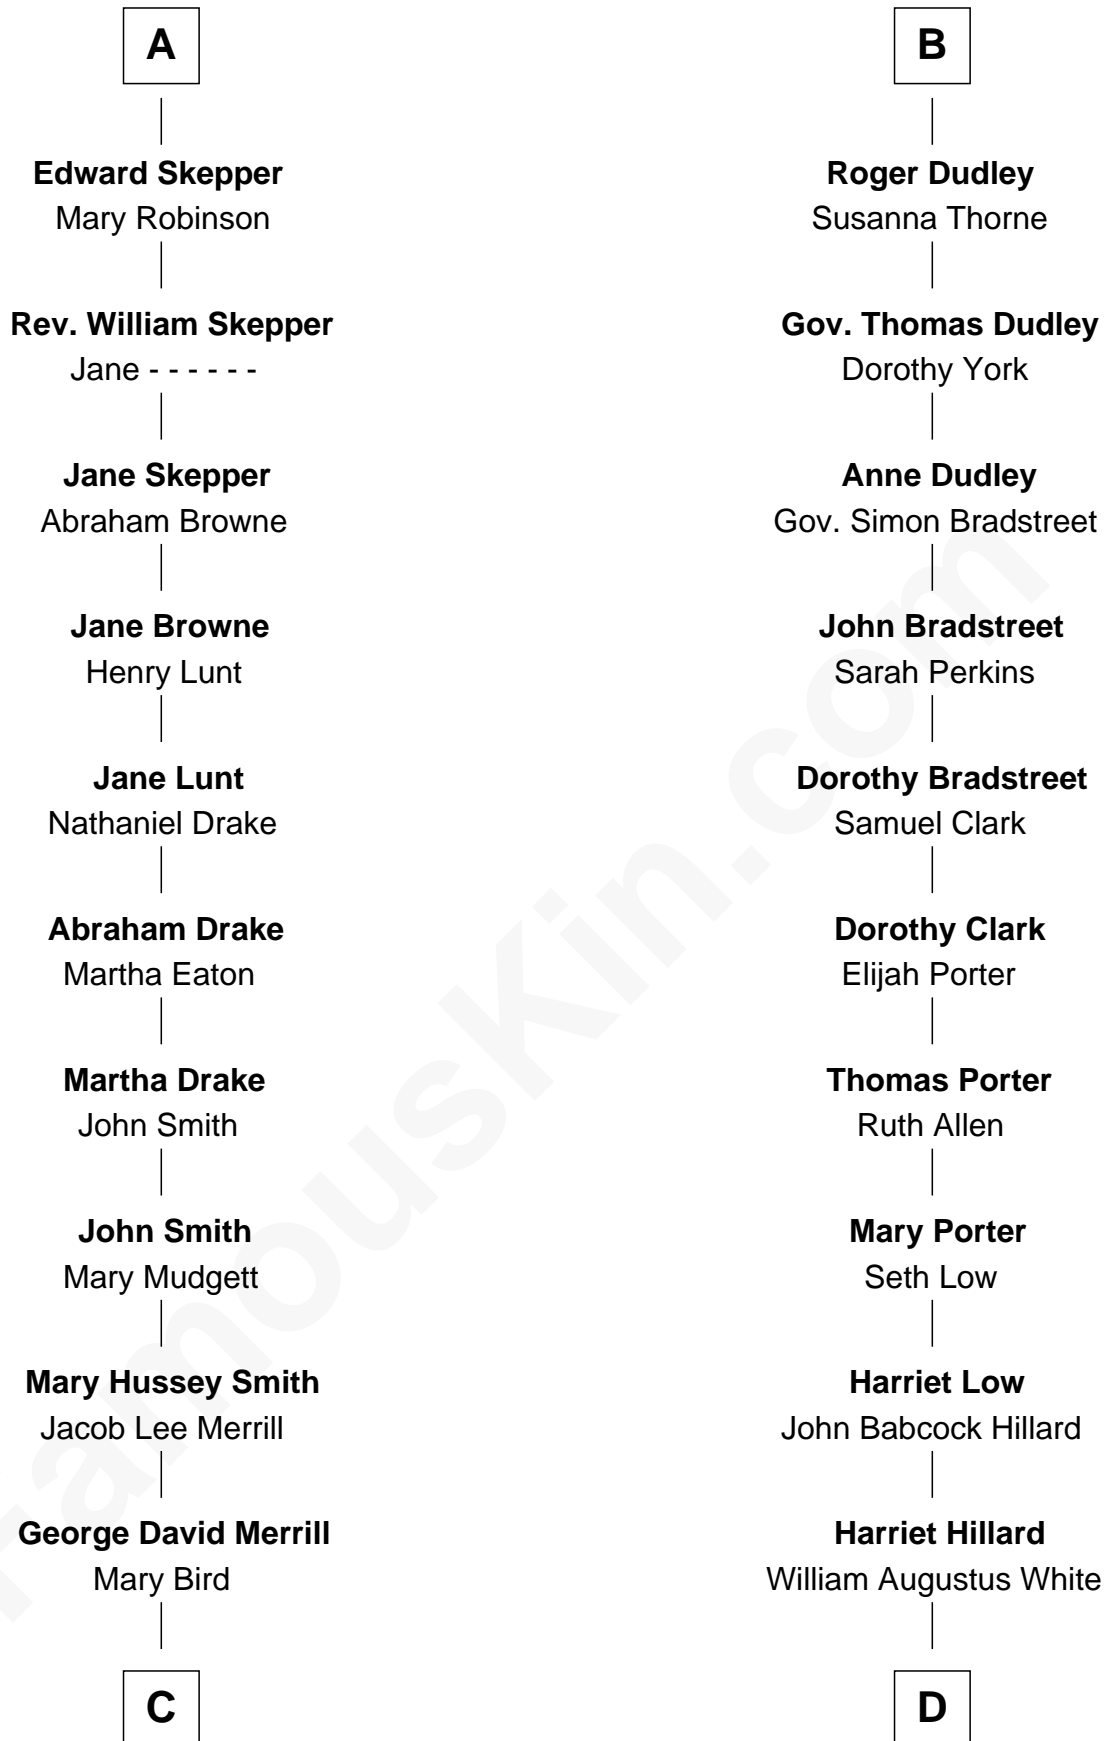 A
Edward Skepper
Mary Robinson
Rev. William Skepper
Jane - - - - - -
Jane Skepper
Abraham Browne
Jane Browne
Henry Lunt
Jane Lunt
Nathaniel Drake
Abraham Drake
Martha Eaton
Martha Drake
John Smith
John Smith
Mary Mudgett
Mary Hussey Smith
Jacob Lee Merrill
George David Merrill
Mary Bird
C
B
Roger Dudley
Susanna Thorne
Gov. Thomas Dudley
Dorothy York
Anne Dudley
Gov. Simon Bradstreet
John Bradstreet
Sarah Perkins
Dorothy Bradstreet
Samuel Clark
Dorothy Clark
Elijah Porter
Thomas Porter
Ruth Allen
Mary Porter
Seth Low
Harriet Low
John Babcock Hillard
Harriet Hillard
William Augustus White
D
FamousKin.com